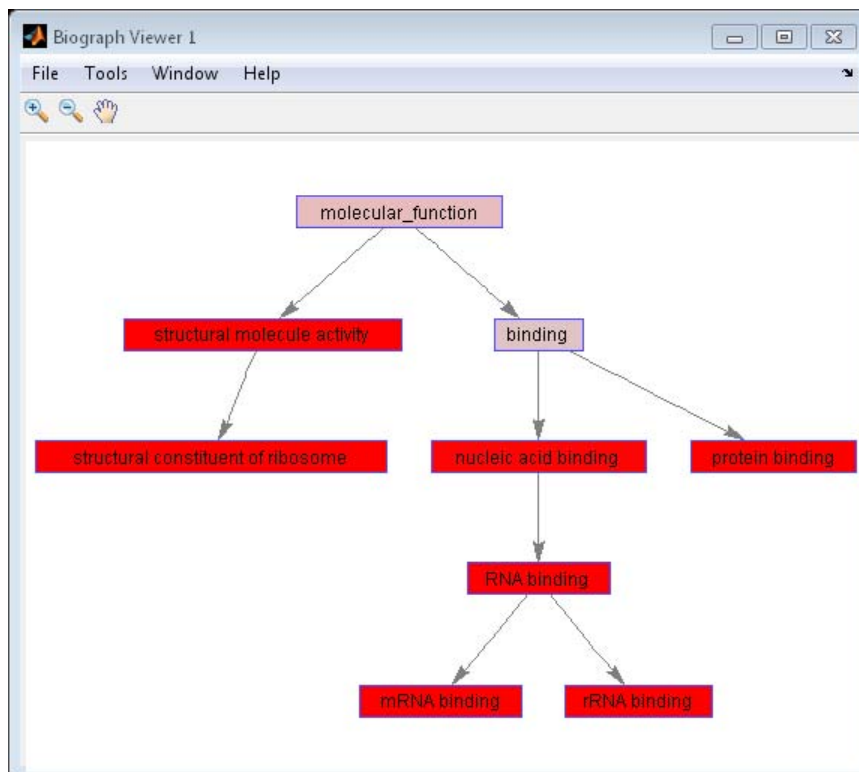 Biograph Viewer 1
File Tools Window Help
molecular_function
structural molecule activity
binding
structural constituent of ribosome
nucleic acid binding
protein binding
RNA binding
mRNA binding
rRNA binding